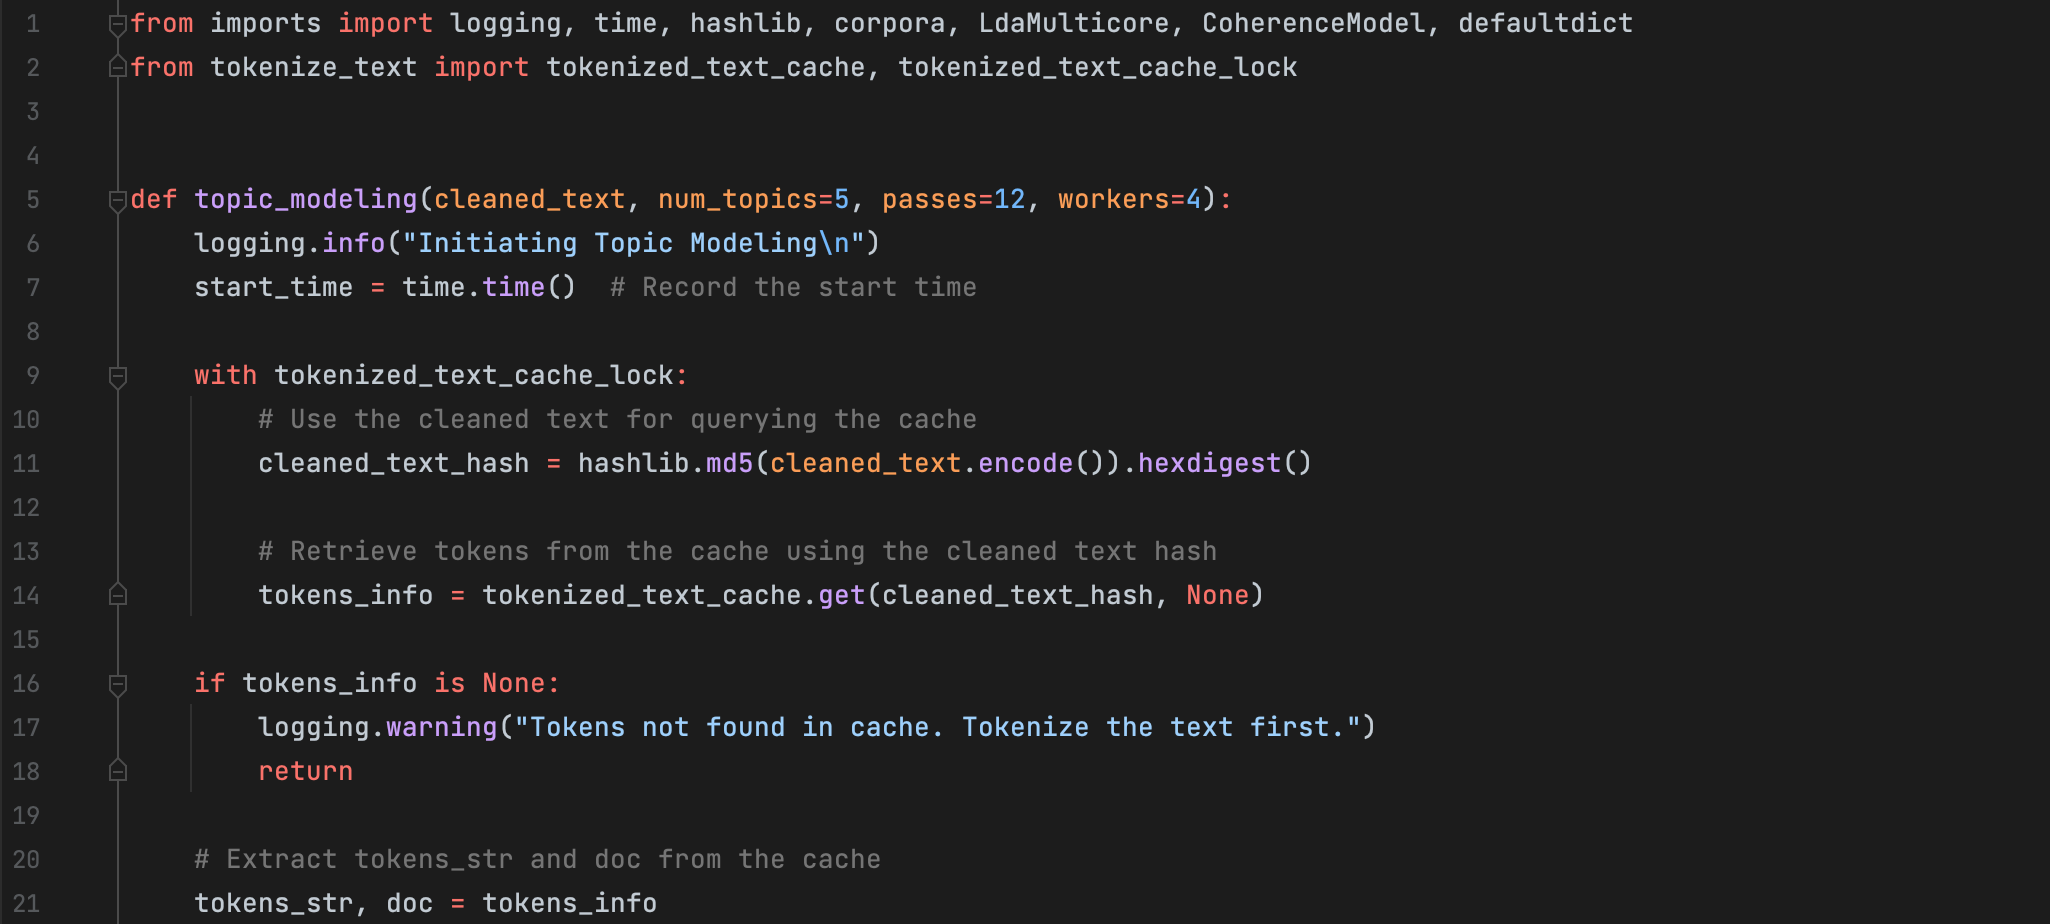 1 from imports import logging, time, hashlib, corpora, LdaMulticore, CoherenceModel, defaultdict
2 from tokenize_text import tokenized_text_cache, tokenized_text_cache_lock
3
4
5 def topic_modeling(cleaned_text, num_topics=5, passes=12, workers=4):
6     logging.info("Initiating Topic Modeling\n")
7     start_time = time.time()  # Record the start time
8
9     with tokenized_text_cache_lock:
10         # Use the cleaned text for querying the cache
11         cleaned_text_hash = hashlib.md5(cleaned_text.encode()).hexdigest()
12
13         # Retrieve tokens from the cache using the cleaned text hash
14         tokens_info = tokenized_text_cache.get(cleaned_text_hash, None)
15
16     if tokens_info is None:
17         logging.warning("Tokens not found in cache. Tokenize the text first.")
18         return
19
20     # Extract tokens_str and doc from the cache
21     tokens_str, doc = tokens_info